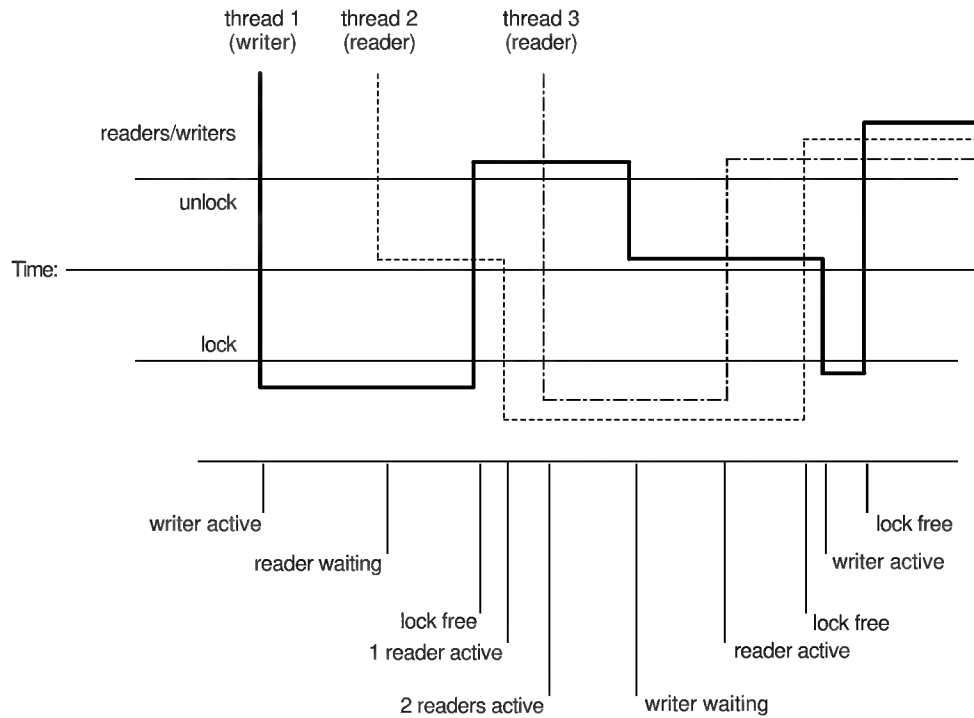 thread 1
(writer)
thread 2
(reader)
thread 3
(reader)
readers/writers
unlock
Time:
lock
writer active
lock free
reader waiting
writer active
lock free
lock free
1 reader active
reader active
2 readers active
writer waiting